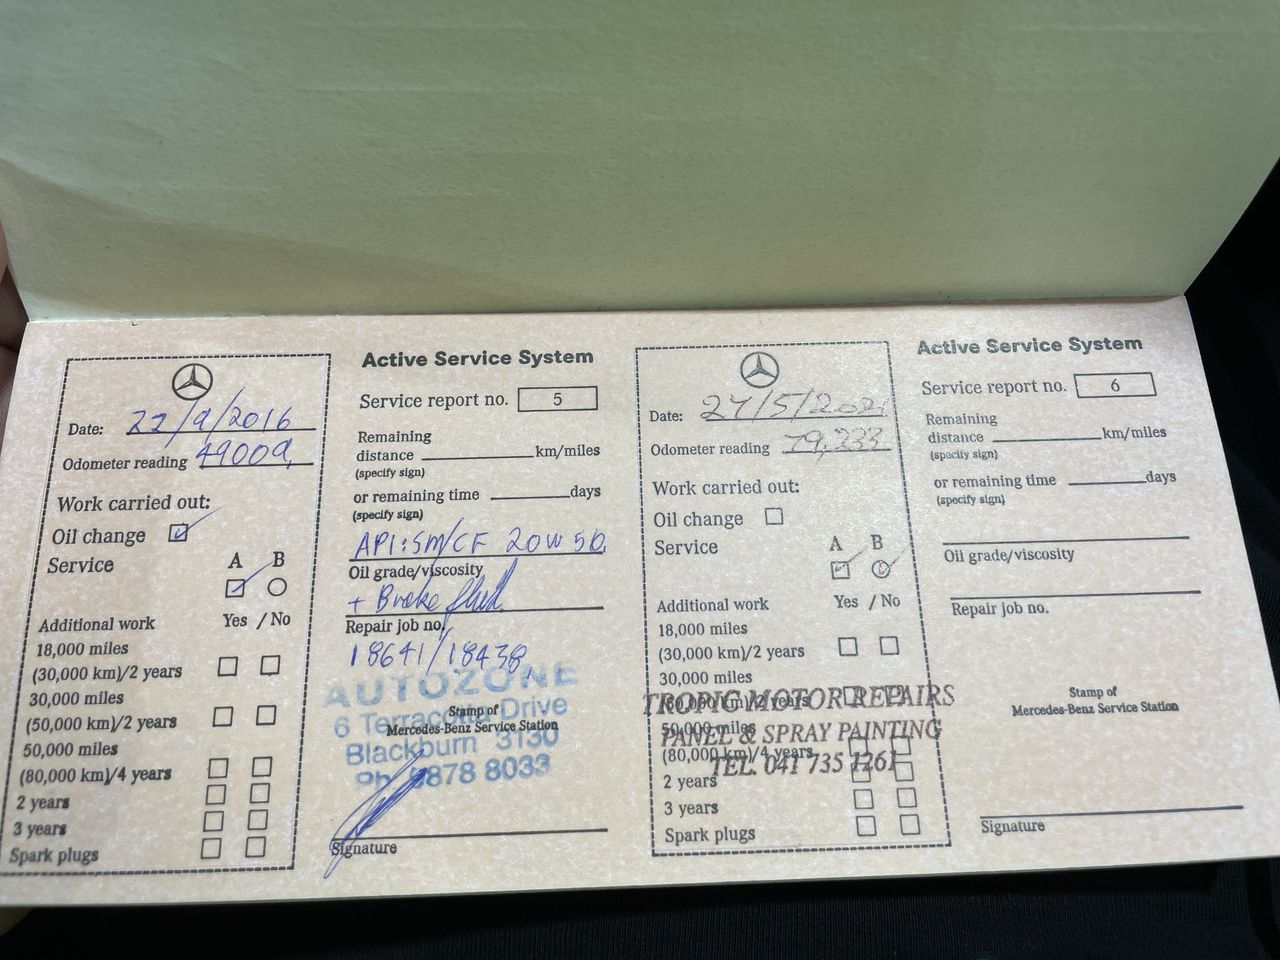 Date: 22/9/2016
Odometer reading 49009
Work carried out:
Oil change
Service
A B
Additional work Yes / No
18,000 miles
(30,000 km)/2 years
30,000 miles
(50,000 km)/2 years
50,000 miles
(80,000 km)/4 years
2 years
3 years
Spark plugs
Active Service System
Service report no. 5
Remaining
distance km/miles
(specify sign)
or remaining time days
(specify sign)
API:SM/CF 20W50
Oil grade/viscosity
+ Brake fluid
Repair job no.
18641/18438
AUTOZONE
6 Terracotta Drive
Stamp of
Mercedes-Benz Service Station
Blackburn 3130
Ph. 9878 8033
Signature
Date: 27/5/2021
Odometer reading 79,233
Work carried out:
Oil change
Service
A B
Additional work Yes / No
18,000 miles
(30,000 km)/2 years
30,000 miles
TROPIC MOTOR REPAIRS
(50,000 km)/2 years
50,000 miles
PANEL & SPRAY PAINTING
(80,000 km)/4 years
TEL. 041 735 1261
2 years
3 years
Spark plugs
Active Service System
Service report no. 6
Remaining
distance km/miles
(specify sign)
or remaining time days
(specify sign)
Oil grade/viscosity
Repair job no.
Stamp of
Mercedes-Benz Service Station
Signature